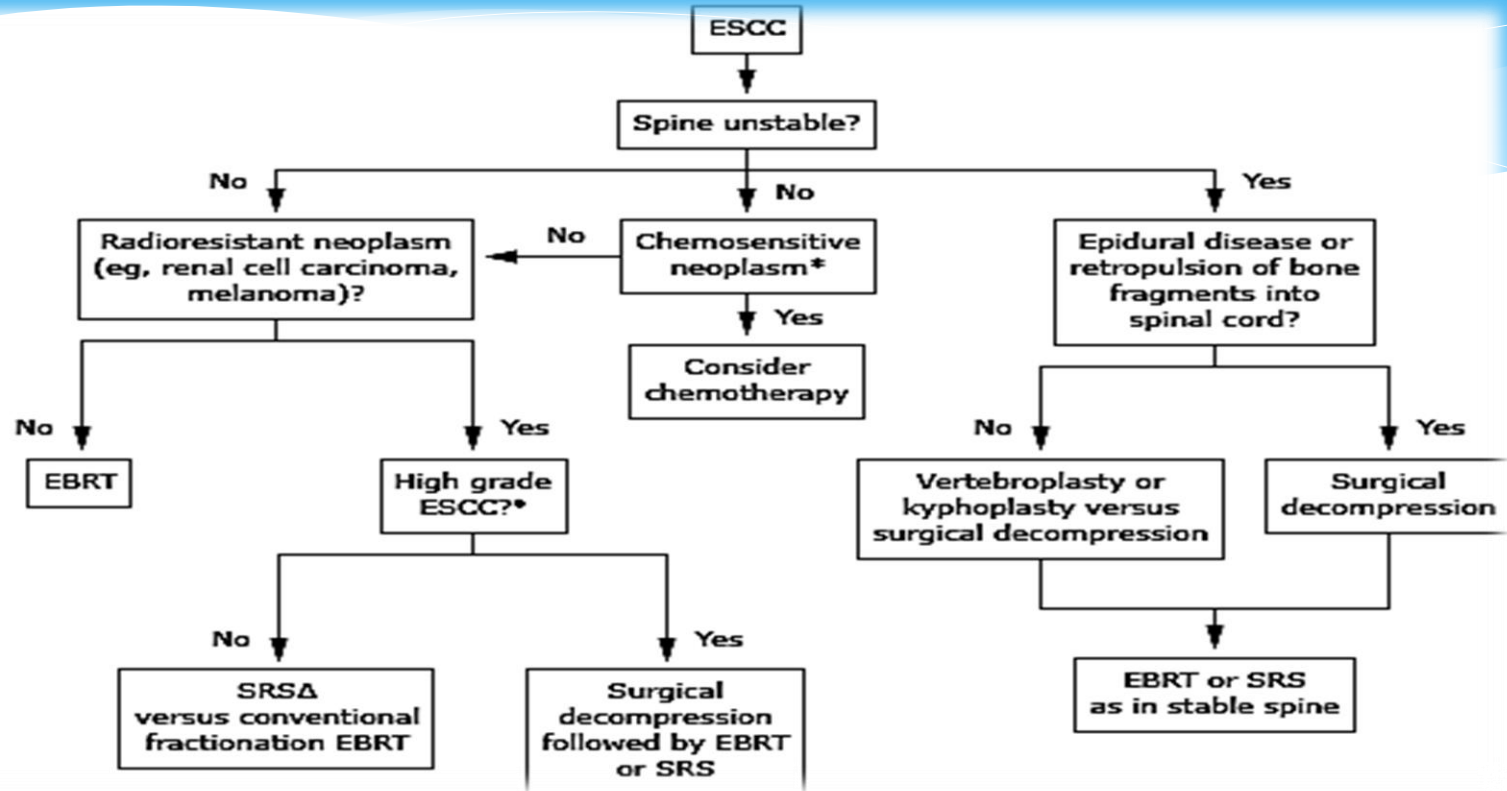 ESCC
Spine unstable?
No
No
Yes
Radioresistant neoplasm
(eg, renal cell carcinoma,
melanoma)?
No
Chemosensitive
neoplasm*
Epidural disease or
retropulsion of bone
fragments into
spinal cord?
Yes
Consider
chemotherapy
No
Yes
No
Yes
EBRT
High grade
ESCC?•
Vertebroplasty or
kyphoplasty versus
surgical decompression
Surgical
decompression
No
Yes
SRSΔ
versus conventional
fractionation EBRT
Surgical
decompression
followed by EBRT
or SRS
EBRT or SRS
as in stable spine